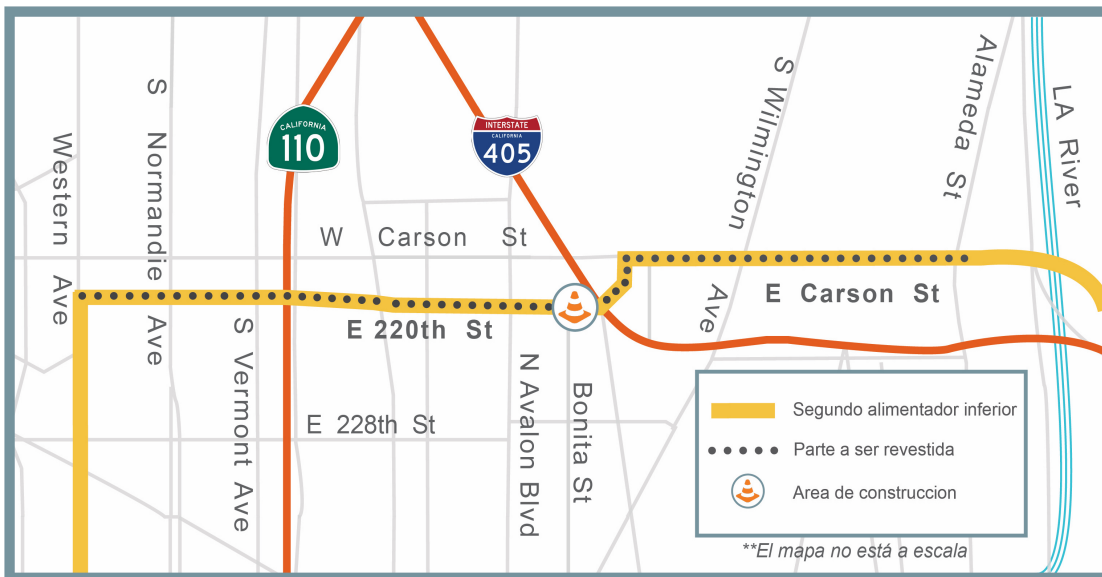 Western Ave
S Normandie Ave
S Vermont Ave
CALIFORNIA
110
INTERSTATE
CALIFORNIA
405
W Carson St
E 220th St
E 228th St
N Avalon Blvd
Bonita St
S Wilmington Ave
Alameda St
LA River
E Carson St
Segundo alimentador inferior
Parte a ser revestida
Area de construccion
**El mapa no está a escala